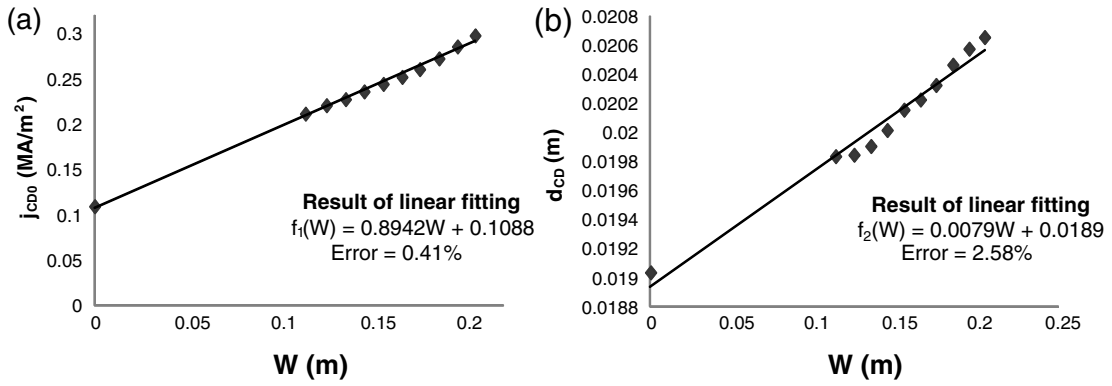 (a)
j_CD0 (MA/m²)
0.3
0.25
0.2
0.15
0.1
0.05
0
Result of linear fitting
f₁(W) = 0.8942W + 0.1088
Error = 0.41%
0 0.05 0.1 0.15 0.2
W (m)
(b)
d_CD (m)
0.0208
0.0206
0.0204
0.0202
0.02
0.0198
0.0196
0.0194
0.0192
0.019
0.0188
Result of linear fitting
f₂(W) = 0.0079W + 0.0189
Error = 2.58%
0 0.05 0.1 0.15 0.2 0.25
W (m)